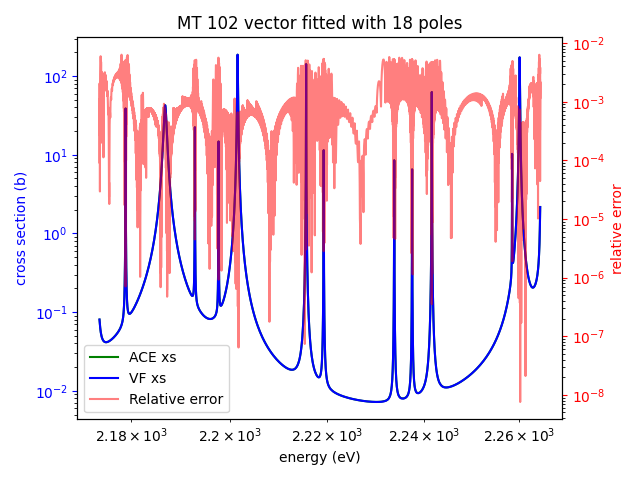 MT 102 vector fitted with 18 poles
10²
10¹
10⁰
10⁻¹
10⁻²
cross section (b)
10⁻²
10⁻³
10⁻⁴
10⁻⁵
10⁻⁶
10⁻⁷
10⁻⁸
relative error
ACE xs
VF xs
Relative error
2.18 × 10³ 2.2 × 10³ 2.22 × 10³ 2.24 × 10³ 2.26 × 10³
energy (eV)